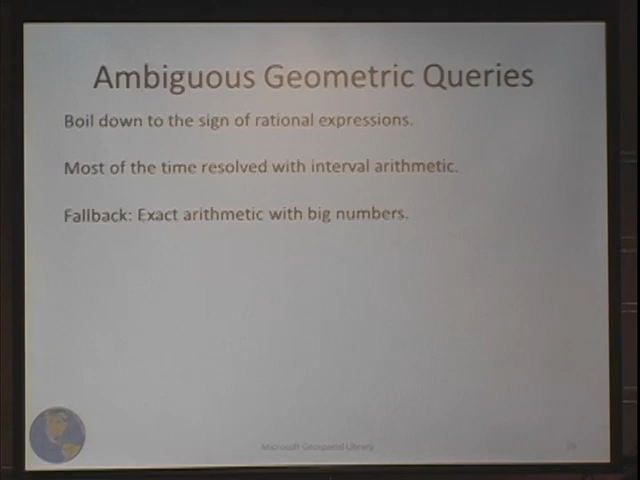 Ambiguous Geometric Queries
Boil down to the sign of rational expressions.
Most of the time resolved with interval arithmetic.
Fallback: Exact arithmetic with big numbers.
Microsoft Geospatial Library